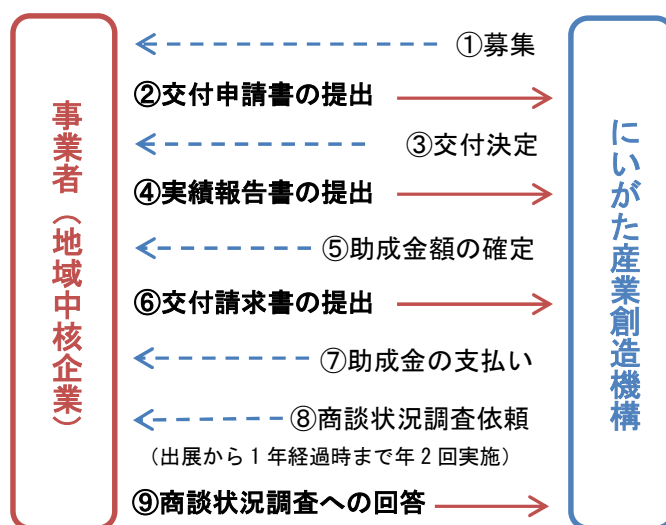 事業者（地域中核企業）
①募集
②交付申請書の提出
③交付決定
④実績報告書の提出
⑤助成金額の確定
⑥交付請求書の提出
⑦助成金の支払い
⑧商談状況調査依頼
（出展から1年経過時まで年2回実施）
⑨商談状況調査への回答
にいがた産業創造機構